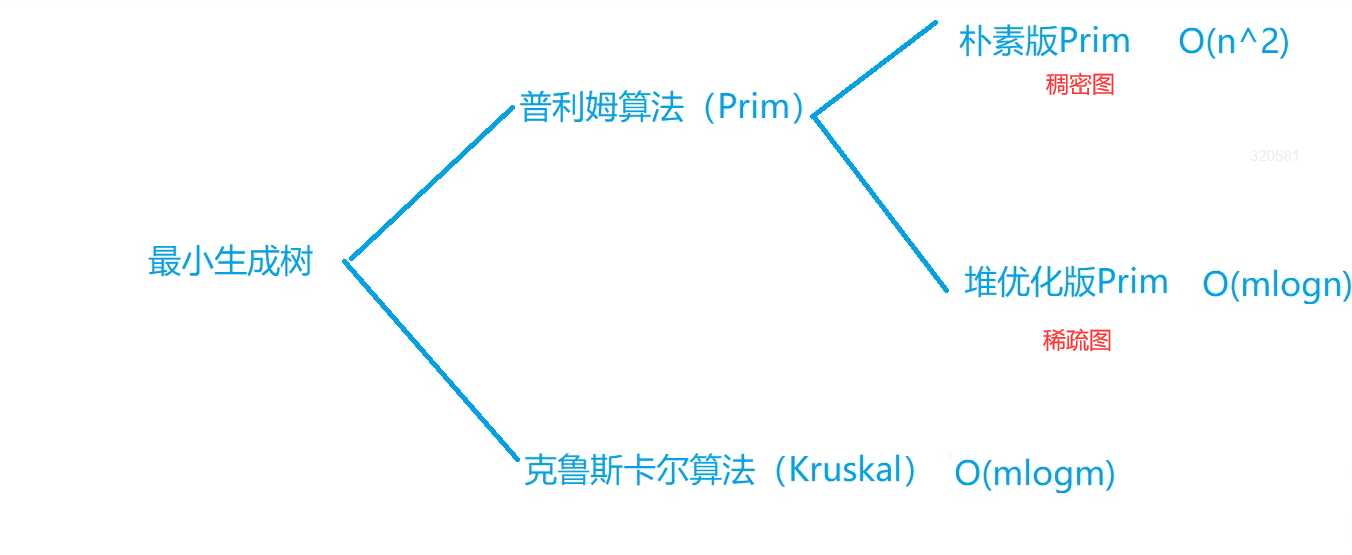 朴素版Prim O(n^2)
稠密图
普利姆算法（Prim）
320581
最小生成树
堆优化版Prim O(mlogn)
稀疏图
克鲁斯卡尔算法（Kruskal） O(mlogm)